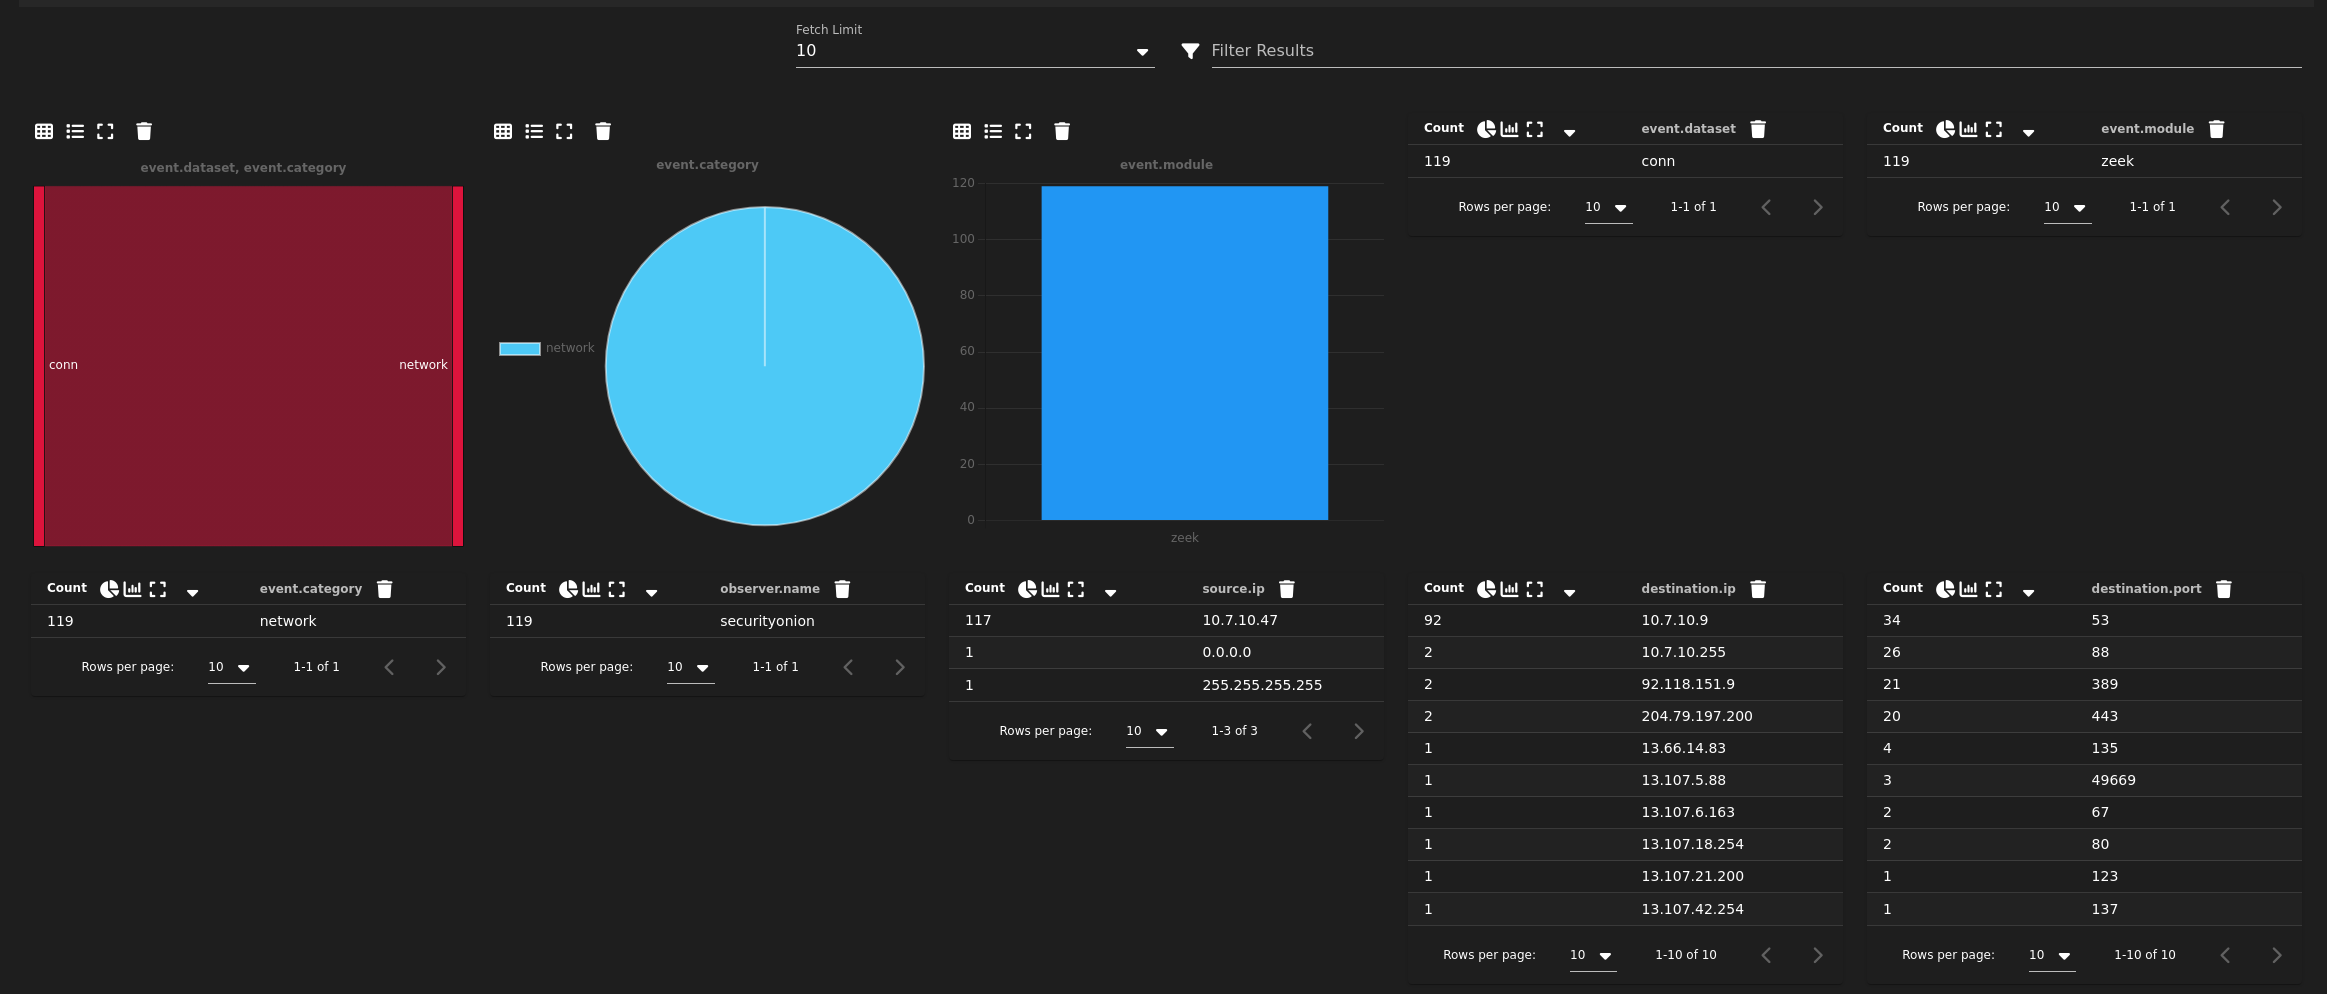 Fetch Limit
10
Filter Results
event.dataset, event.category
conn network
event.category
network
event.module
120
100
80
60
40
20
0
zeek
Count event.dataset
119 conn
Rows per page: 10 1-1 of 1
Count event.module
119 zeek
Rows per page: 10 1-1 of 1
Count event.category
119 network
Rows per page: 10 1-1 of 1
Count observer.name
119 securityonion
Rows per page: 10 1-1 of 1
Count source.ip
117 10.7.10.47
1 0.0.0.0
1 255.255.255.255
Rows per page: 10 1-3 of 3
Count destination.ip
92 10.7.10.9
2 10.7.10.255
2 92.118.151.9
2 204.79.197.200
1 13.66.14.83
1 13.107.5.88
1 13.107.6.163
1 13.107.18.254
1 13.107.21.200
1 13.107.42.254
Rows per page: 10 1-10 of 10
Count destination.port
34 53
26 88
21 389
20 443
4 135
3 49669
2 67
2 80
1 123
1 137
Rows per page: 10 1-10 of 10